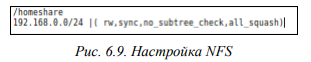 /homeshare
192.168.0.0/24 |( rw,sync,no_subtree_check,all_squash)
Рис. 6.9. Настройка NFS